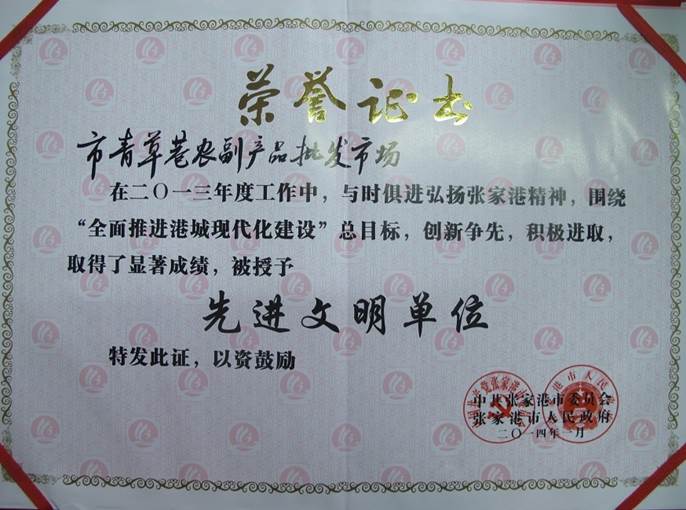 荣誉证书
市青草巷农副产品批发市场
在二〇一三年度工作中，与时俱进弘扬张家港精神，围绕
“全面推进港城现代化建设”总目标，创新争先，积极进取，
取得了显著成绩，被授予
先进文明单位
特发此证，以资鼓励
中共张家港市委员会
张家港市人民政府
二〇一四年一月